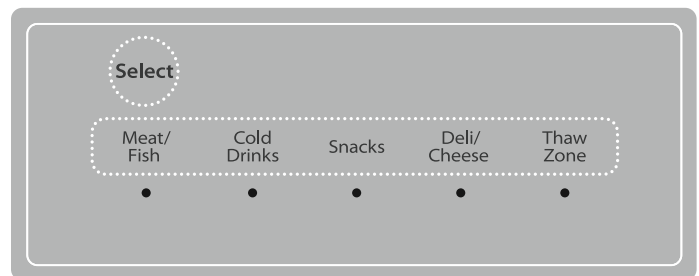 Select
Meat/
Fish
Cold
Drinks
Snacks
Deli/
Cheese
Thaw
Zone